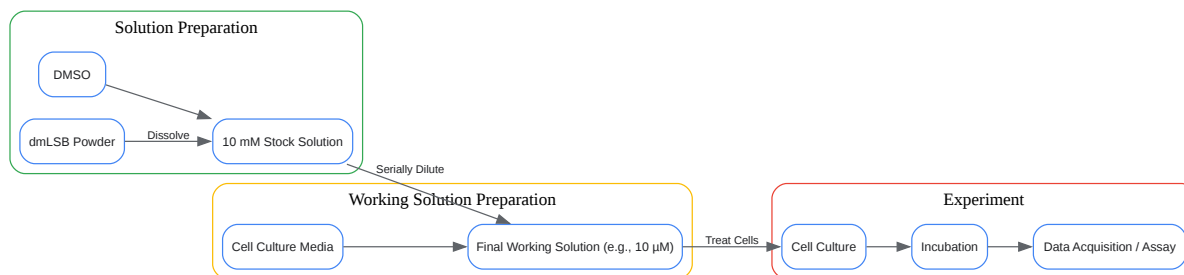 Solution Preparation
DMSO
dmLSB Powder
Dissolve
10 mM Stock Solution
Serially Dilute
Working Solution Preparation
Cell Culture Media
Final Working Solution (e.g., 10 µM)
Treat Cells
Experiment
Cell Culture
Incubation
Data Acquisition / Assay